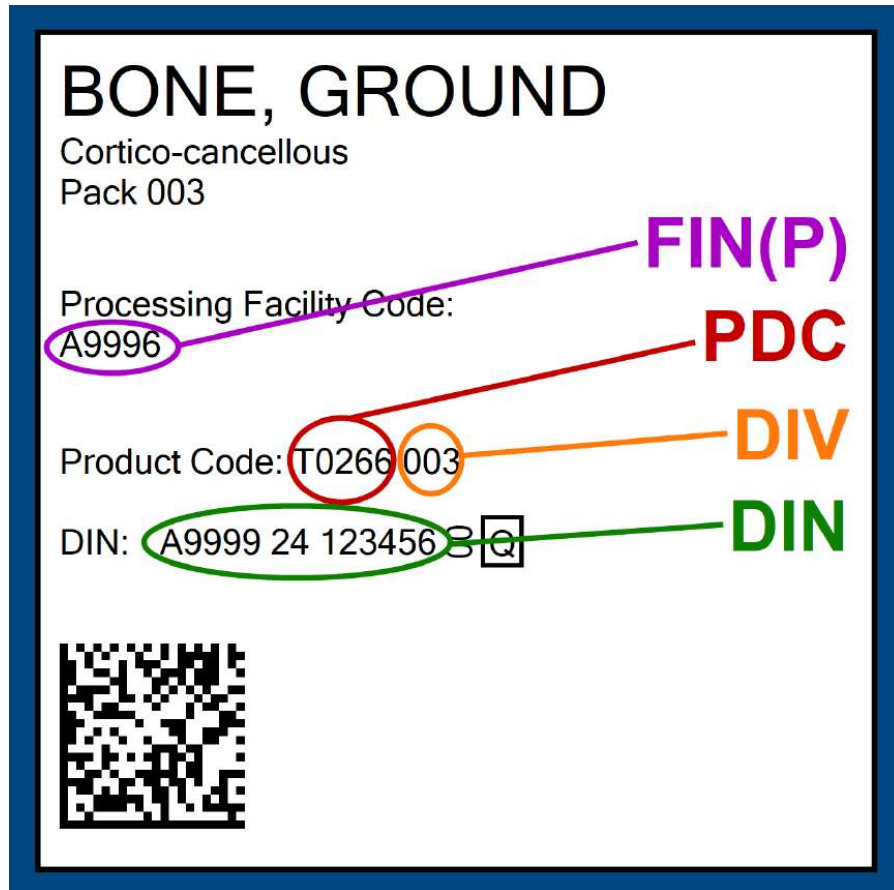 BONE, GROUND
Cortico-cancellous
Pack 003
FIN(P)
Processing Facility Code:
A9996
PDC
Product Code: T0266 003
DIV
DIN: A9999 24 123456 00 Q
DIN